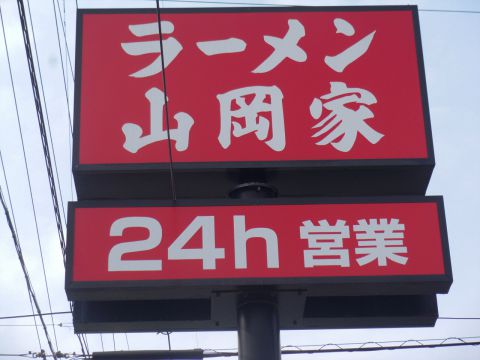 ラーメン
山岡家
24h 営業